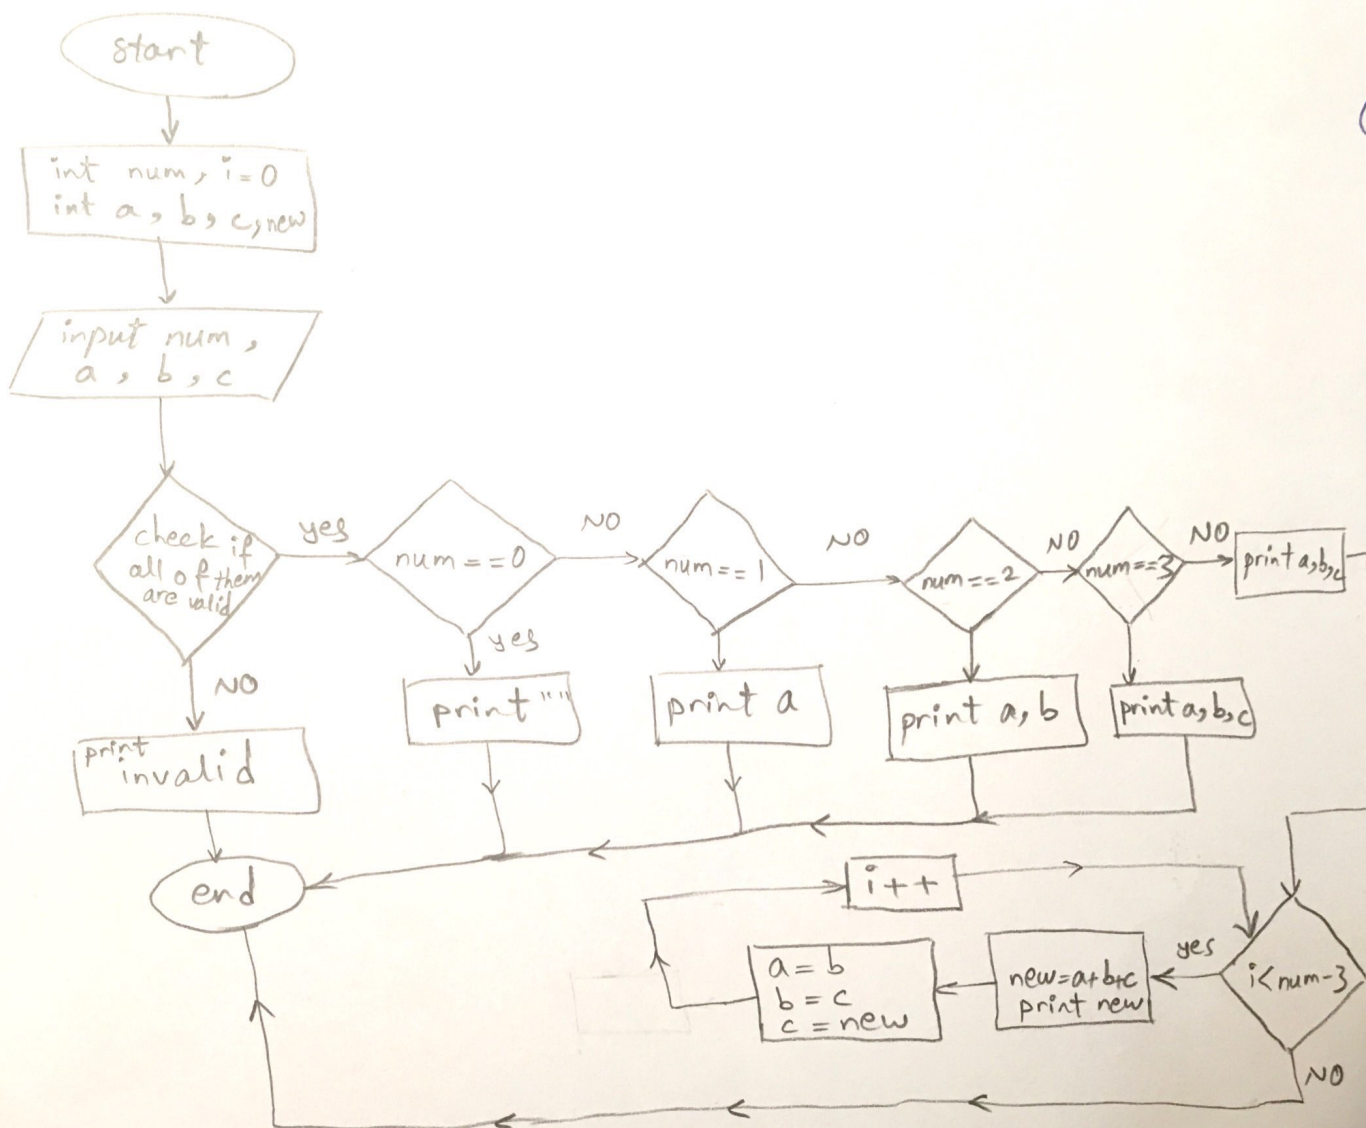 start
int num, i=0
int a, b, c, new
input num,
a, b, c
check if
all of them
are valid
yes
num==0
NO
num==1
NO
num==2
NO
num==3
NO
print a,b,c
yes
print ""
print a
print a, b
print a,b,c
NO
print
invalid
end
i++
i<num-3
yes
new=a+b+c
print new
a=b
b=c
c=new
NO